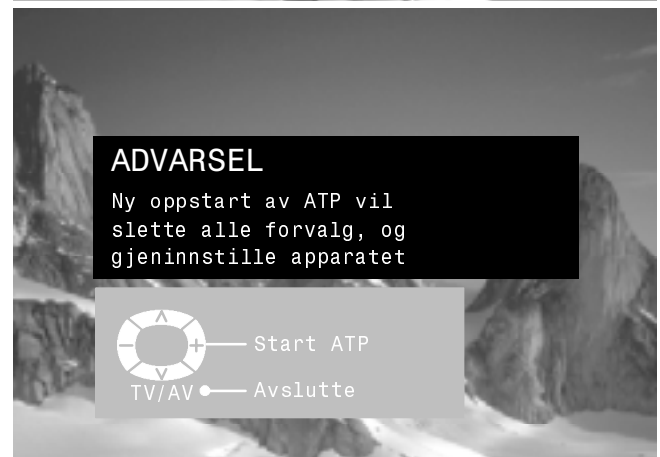 ADVARSEL
Ny oppstart av ATP vil
slette alle forvalg, og
gjeninnstille apparatet
Start ATP
TV/AV
Avslutte